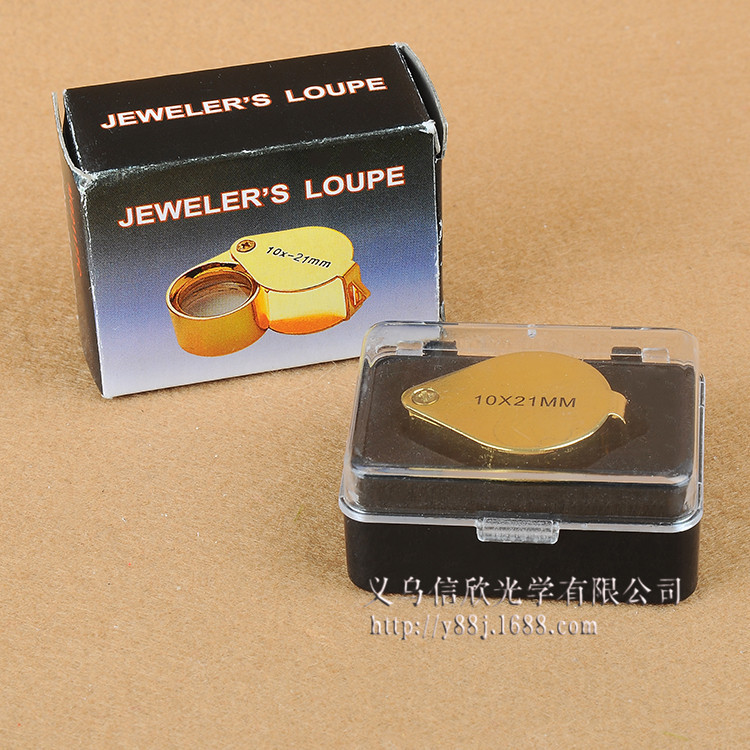 JEWELER'S LOUPE
JEWELER'S LOUPE
10x-21mm
10X21MM
义乌信欣光学有限公司
http://y88j.1688.com